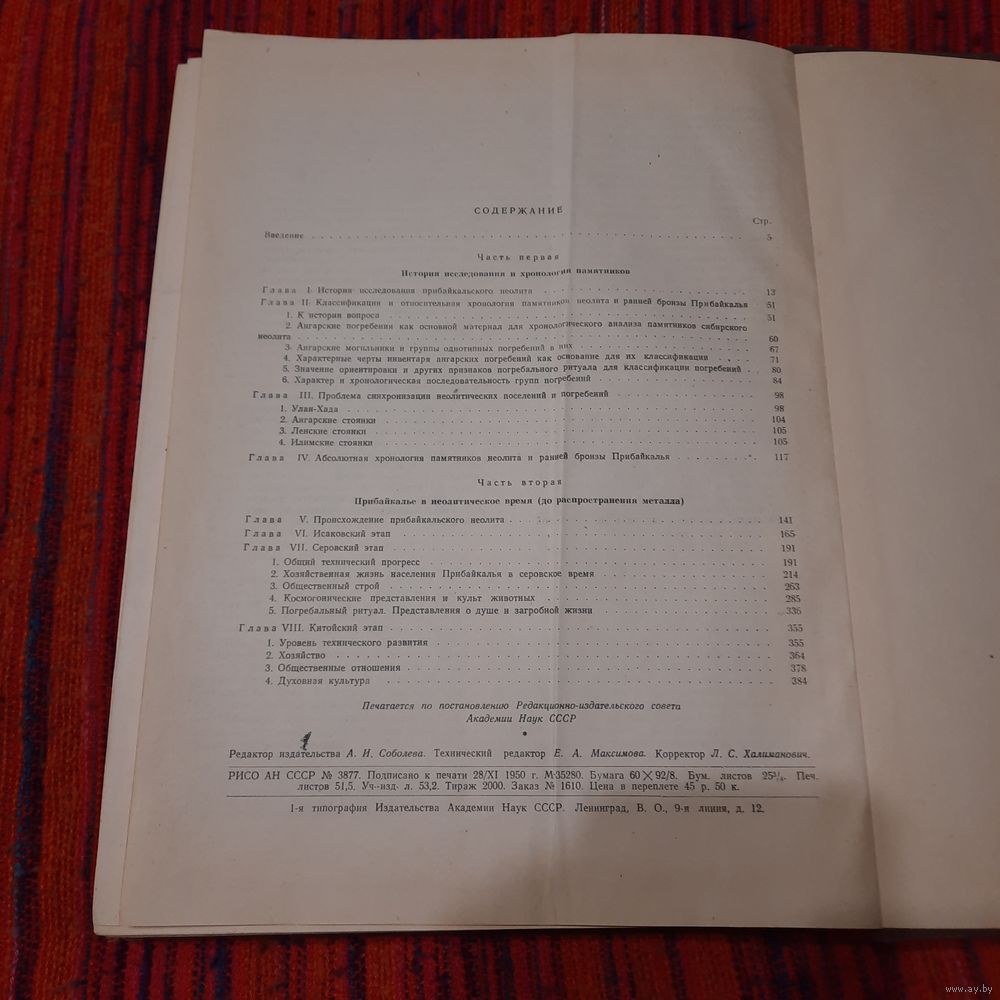 СОДЕРЖАНИЕ
Стр.
Введение . . . . . . . . . . 5
Часть первая
История исследования и хронология памятников
Глава I. История исследования прибайкальского неолита . . . . . . . . . . 13
Глава II. Классификация и относительная хронология памятников неолита и ранней бронзы Прибайкалья 51
1. К истории вопроса . . . . . . . . . . 51
2. Ангарские погребения как основной материал для хронологического анализа памятников сибирского
неолита . . . . . . . . . . 60
3. Ангарские могильники и группы однотипных погребений в них . . . . . . . . . . 67
4. Характерные черты инвентаря ангарских погребений как основание для их классификации . . . 71
5. Значение ориентировки и других признаков погребального ритуала для классификации погребений . 80
6. Характер и хронологическая последовательность групп погребений . . . . . . . . . . 84
Глава III. Проблема синхронизации неолитических поселений и погребений . . . . . . . . . . 98
1. Улан-Хада . . . . . . . . . . 98
2. Ангарские стоянки . . . . . . . . . . 104
3. Ленские стоянки . . . . . . . . . . 105
4. Илимские стоянки . . . . . . . . . . 105
Глава IV. Абсолютная хронология памятников неолита и ранней бронзы Прибайкалья . . . . . . . 117
Часть вторая
Прибайкалье в неолитическое время (до распространения металла)
Глава V. Происхождение прибайкальского неолита . . . . . . . . . . 141
Глава VI. Исаковский этап . . . . . . . . . . 165
Глава VII. Серовский этап . . . . . . . . . . 191
1. Общий технический прогресс . . . . . . . . . . 191
2. Хозяйственная жизнь населения Прибайкалья в серовское время . . . . . . . . . . 214
3. Общественный строй . . . . . . . . . . 263
4. Космогонические представления и культ животных . . . . . . . . . . 285
5. Погребальный ритуал. Представления о душе и загробной жизни . . . . . . . . . . 336
Глава VIII. Китойский этап . . . . . . . . . . 355
1. Уровень технического развития . . . . . . . . . . 355
2. Хозяйство . . . . . . . . . . 364
3. Общественные отношения . . . . . . . . . . 378
4. Духовная культура . . . . . . . . . . 384
Печатается по постановлению Редакционно-издательского совета
Академии Наук СССР
*
Редактор издательства А. И. Соболева. Технический редактор Е. А. Максимова. Корректор Л. С. Халиманович.
РИСО АН СССР № 3877. Подписано к печати 28/XI 1950 г. М-35280. Бумага 60×92/8. Бум. листов 25³/₄. Печ.
листов 51,5. Уч.-изд. л. 53,2. Тираж 2000. Заказ № 1610. Цена в переплете 45 р. 50 к.
1-я типография Издательства Академии Наук СССР. Ленинград, В. О., 9-я линия, д. 12.
www.ay.by